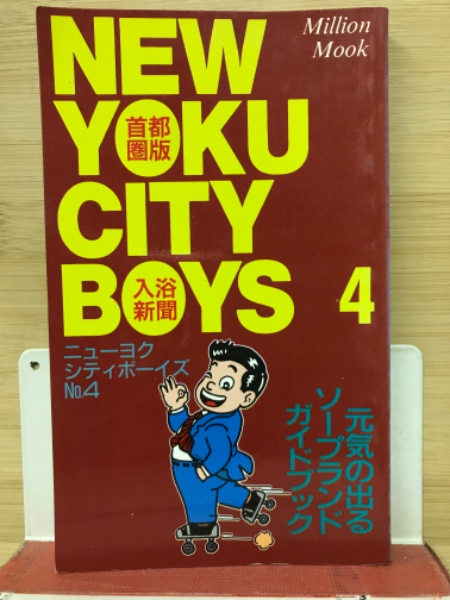 Million
Mook
NEW
YOKU
首都
圏版
CITY
BOYS
入浴
新聞
4
ニューヨク
シティボーイズ
No.4
元気の出る
ソープランド
ガイドブック